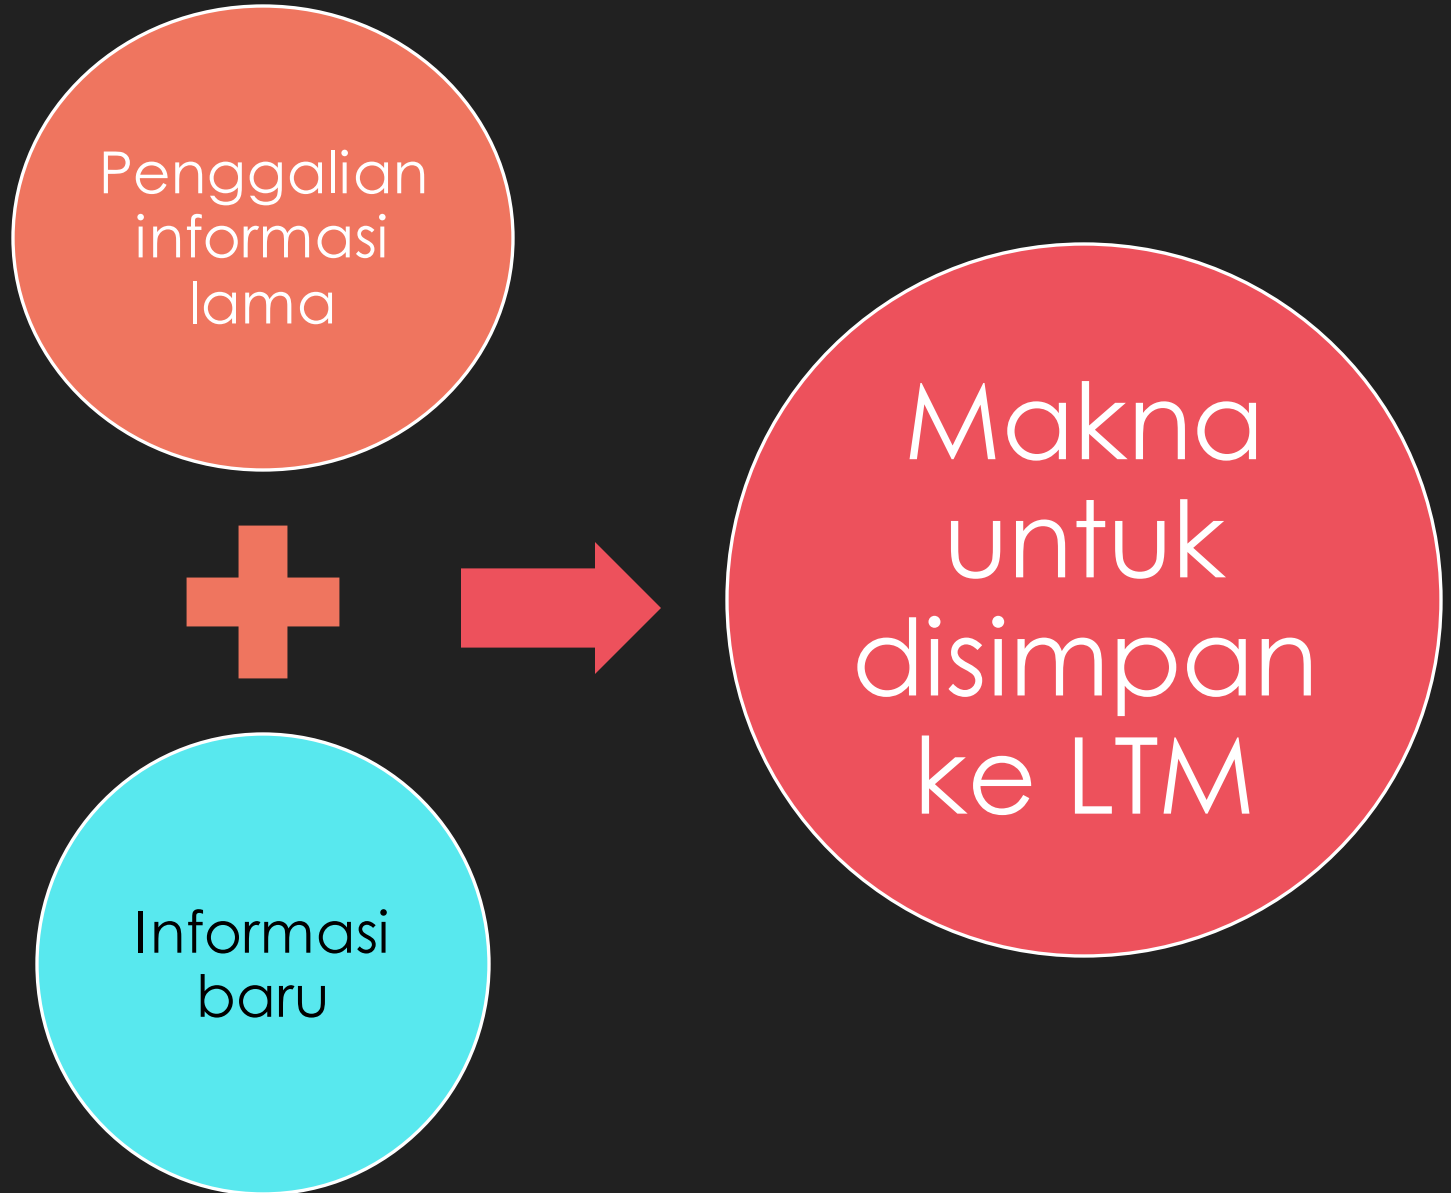 Penggalian
informasi
lama
Informasi
baru
Makna
untuk
disimpan
ke LTM